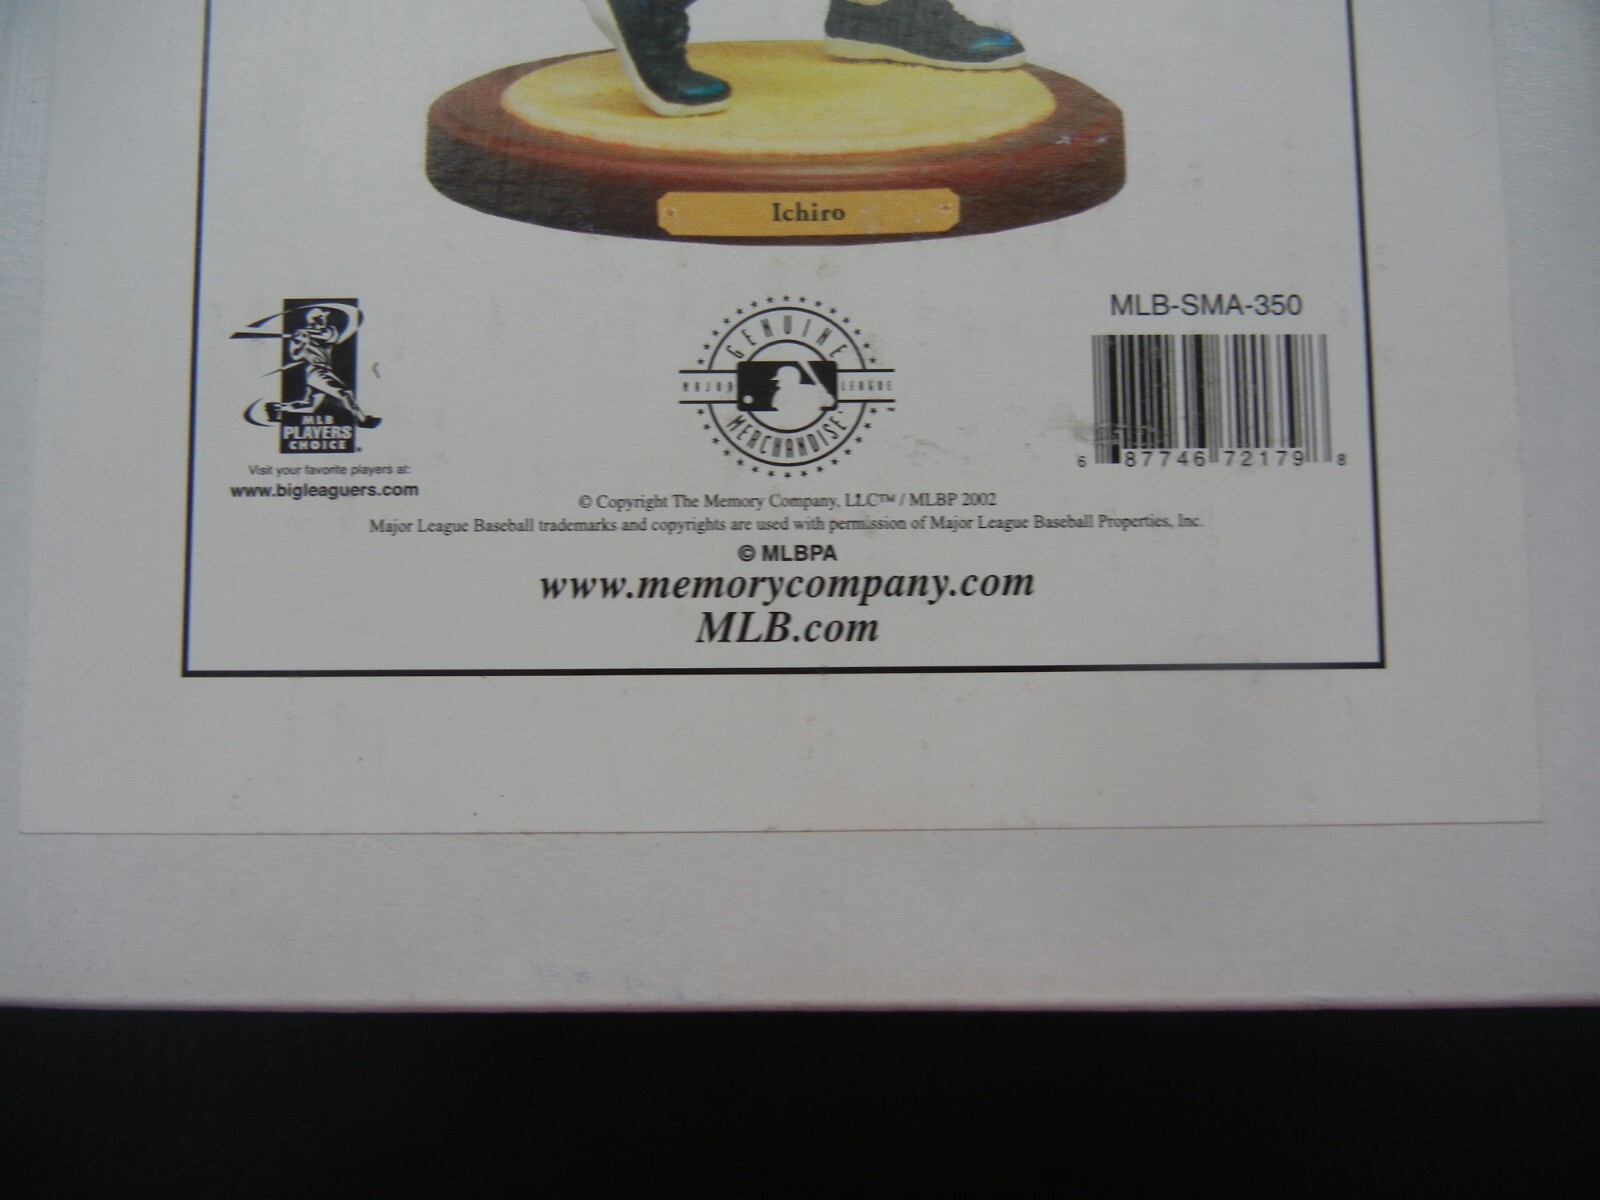 Ichiro
MLB
PLAYERS
CHOICE
Visit your favorite players at:
www.bigleaguers.com
GENUINE
MAJOR LEAGUE
MERCHANDISE
MLB-SMA-350
6 87746 72179 8
© Copyright The Memory Company, LLC™ / MLBP 2002
Major League Baseball trademarks and copyrights are used with permission of Major League Baseball Properties, Inc.
© MLBPA
www.memorycompany.com
MLB.com